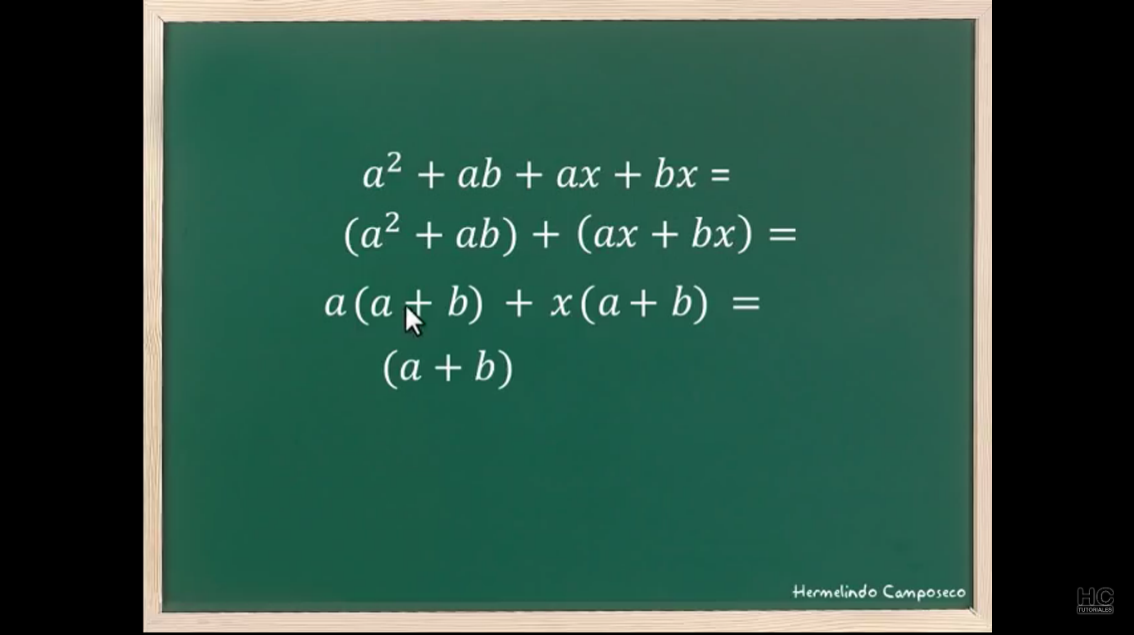 a² + ab + ax + bx =
(a² + ab) + (ax + bx) =
a(a + b) + x(a + b) =
(a + b)
Hermelindo Camposeco
HC
TUTORIALES